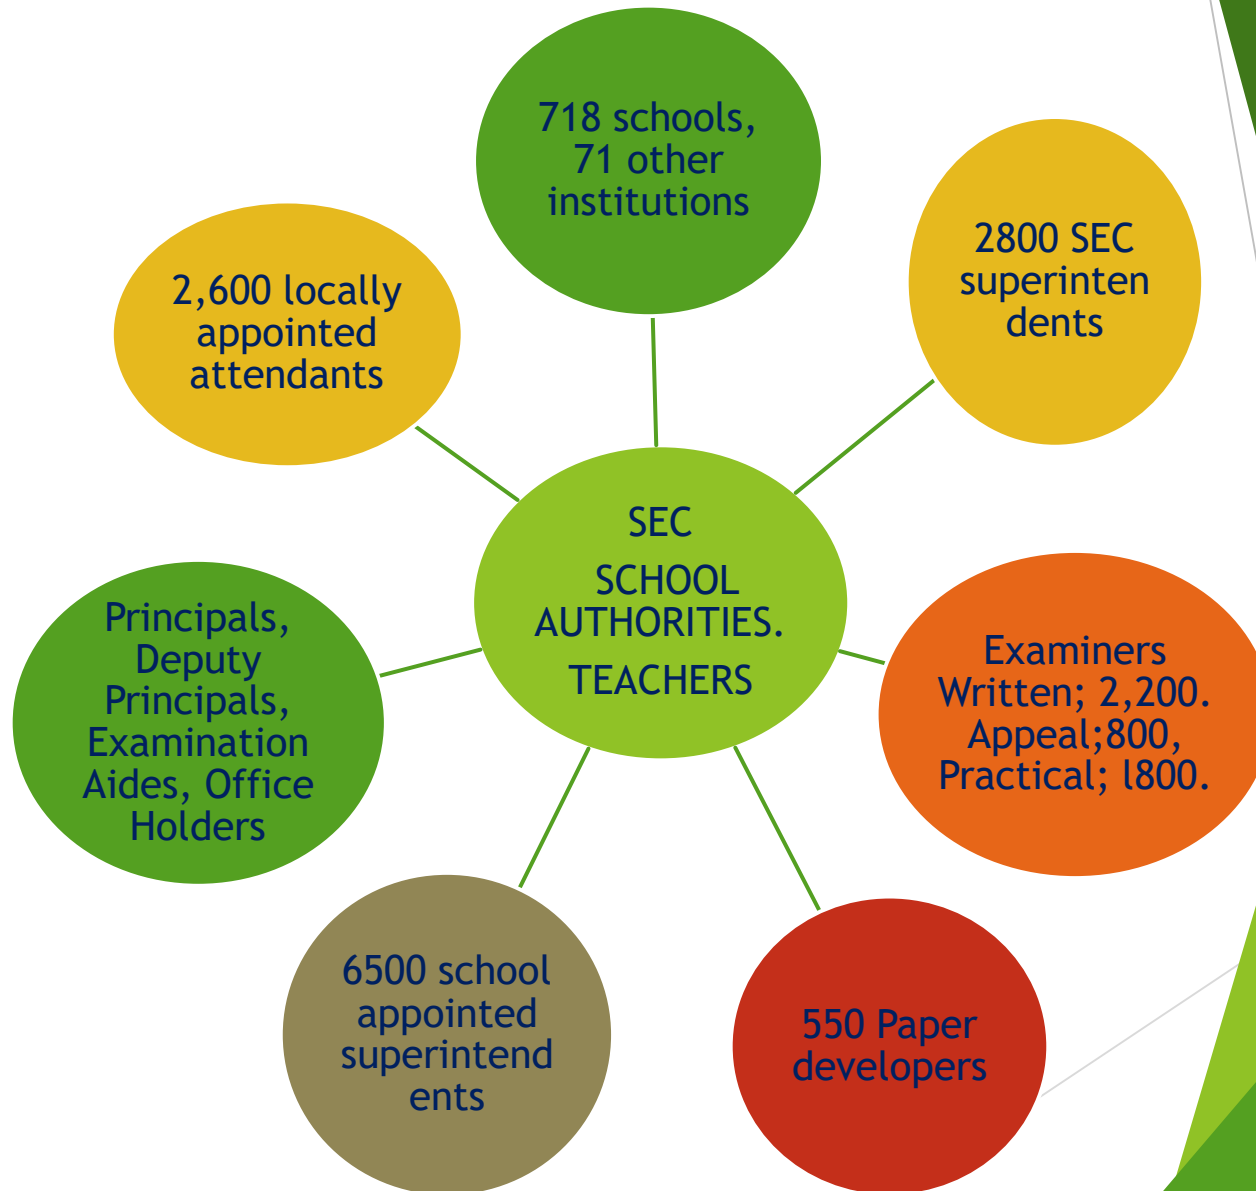 718 schools,
71 other
institutions
2800 SEC
superinten
dents
2,600 locally
appointed
attendants
SEC
SCHOOL
AUTHORITIES.
TEACHERS
Principals,
Deputy
Principals,
Examination
Aides, Office
Holders
Examiners
Written; 2,200.
Appeal;800,
Practical; l800.
6500 school
appointed
superintend
ents
550 Paper
developers